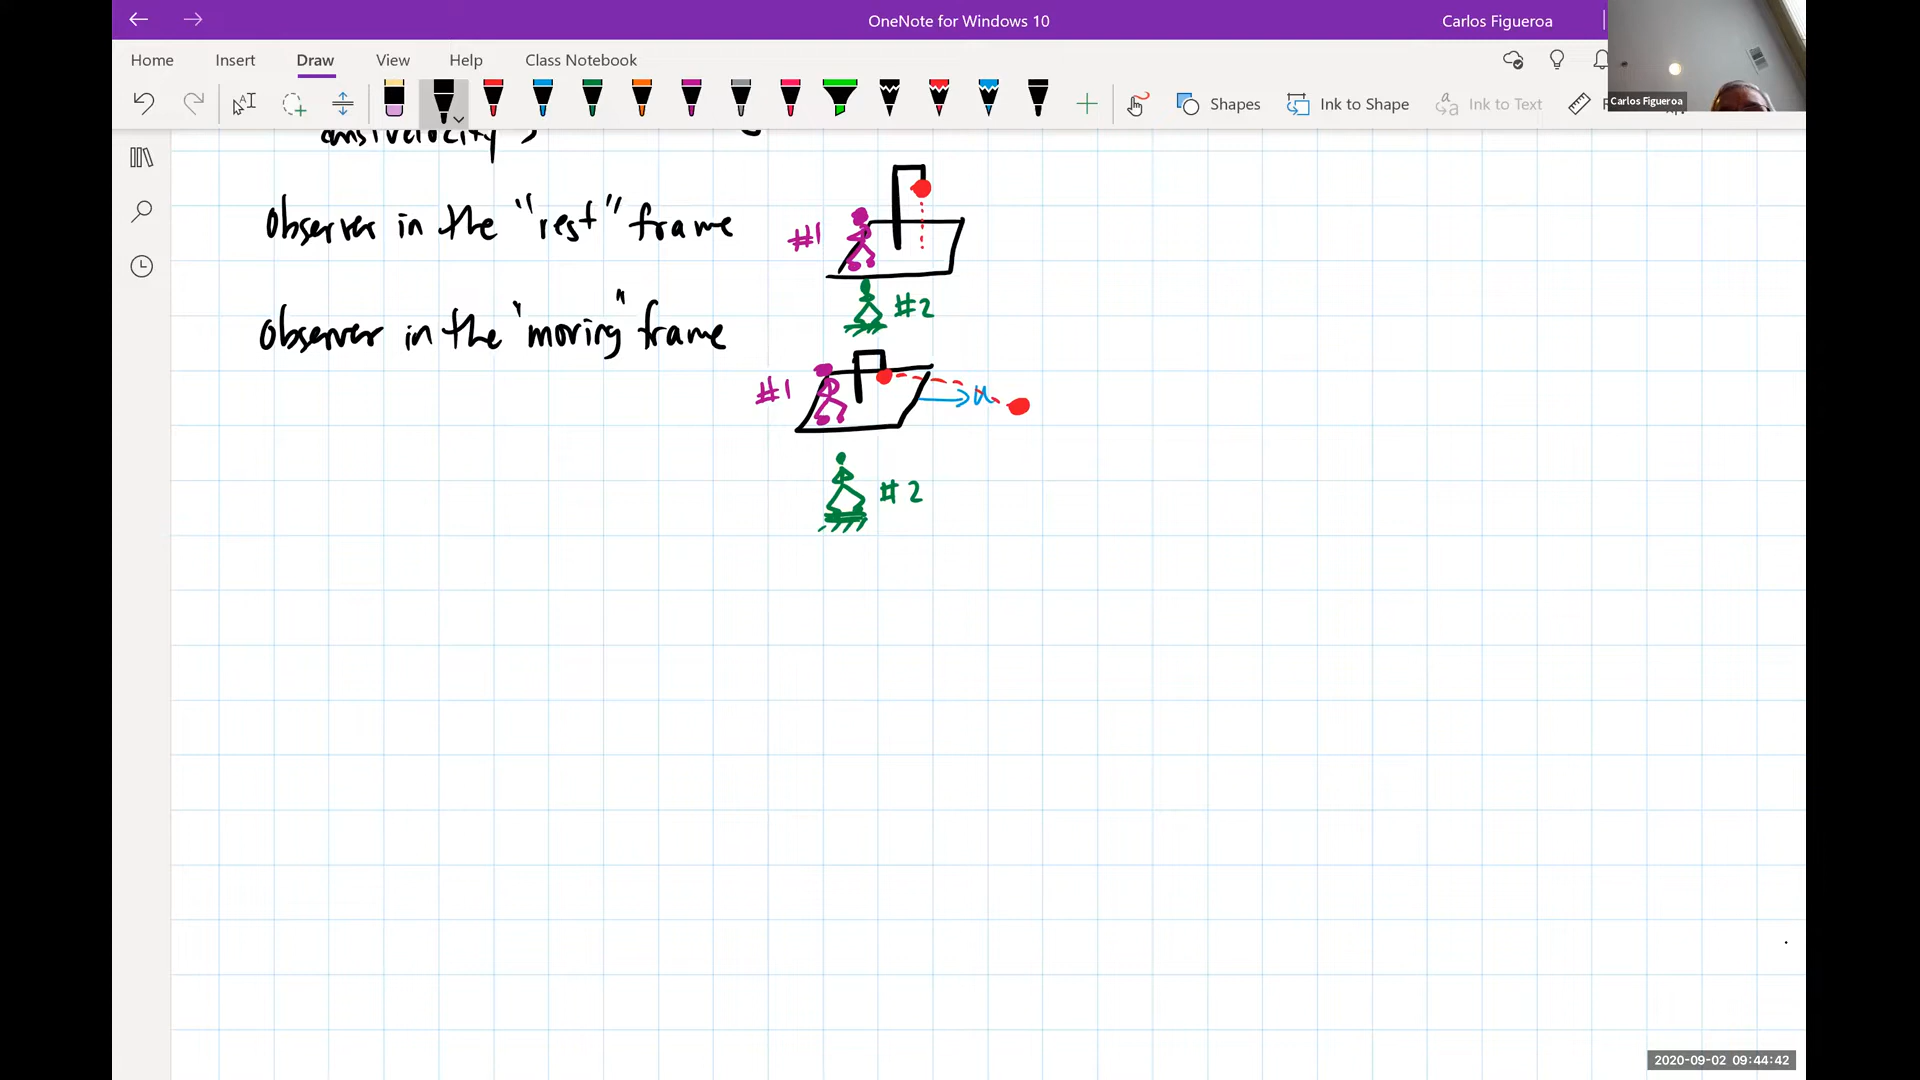 OneNote for Windows 10
Carlos Figueroa
Home Insert Draw View Help Class Notebook
Shapes Ink to Shape Ink to Text
Carlos Figueroa
observer in the "rest" frame
#1
#2
observer in the "moving" frame
#1
u
#2
2020-09-02 09:44:42